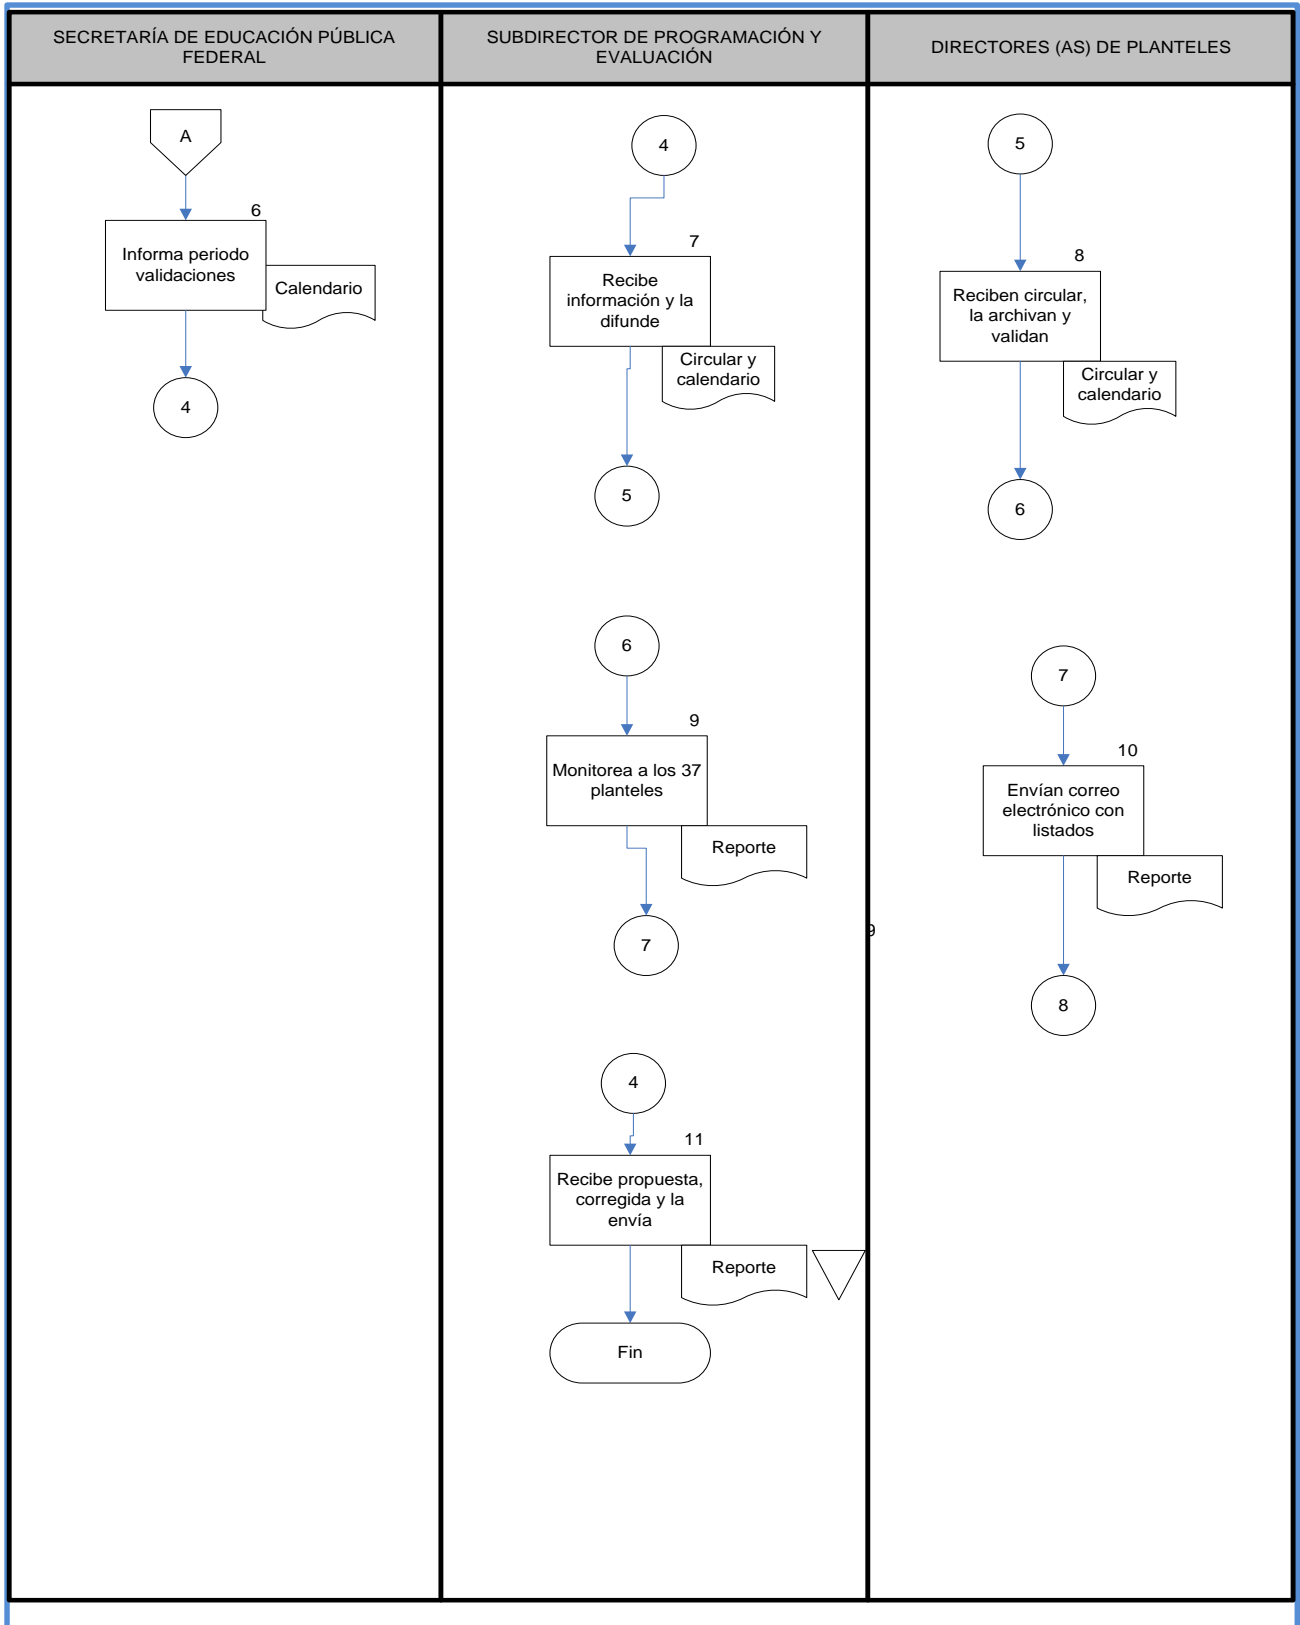 SECRETARÍA DE EDUCACIÓN PÚBLICA
FEDERAL
SUBDIRECTOR DE PROGRAMACIÓN Y
EVALUACIÓN
DIRECTORES (AS) DE PLANTELES
A
6
Informa periodo
validaciones
Calendario
4
4
7
Recibe
información y la
difunde
Circular y
calendario
5
6
9
Monitorea a los 37
planteles
Reporte
7
4
11
Recibe propuesta,
corregida y la
envía
Reporte
Fin
9
5
8
Reciben circular,
la archivan y
validan
Circular y
calendario
6
7
10
Envían correo
electrónico con
listados
Reporte
8